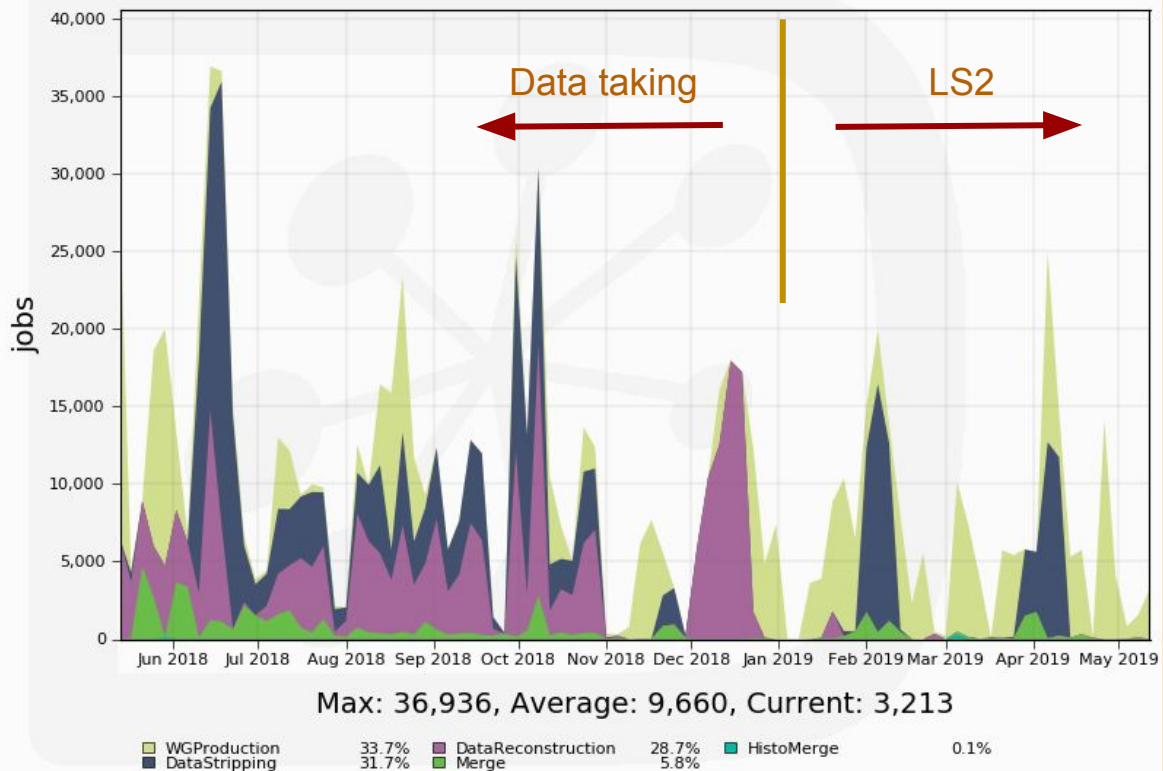 40,000
Data taking
LS2
35,000
30,000
25,000
20,000
15,000
10,000
5,000
0
jobs
Jun 2018 Jul 2018 Aug 2018 Sep 2018 Oct 2018 Nov 2018 Dec 2018 Jan 2019 Feb 2019 Mar 2019 Apr 2019 May 2019
Max: 36,936, Average: 9,660, Current: 3,213
WGProduction 33.7% DataReconstruction 28.7% HistoMerge 0.1%
DataStripping 31.7% Merge 5.8%